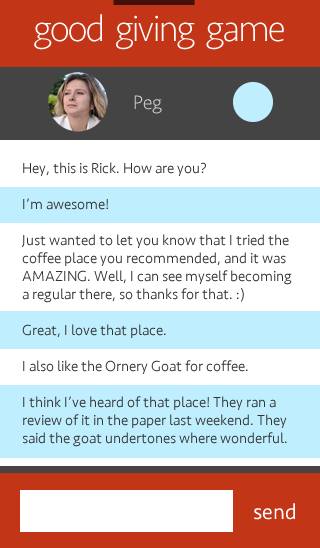 good giving game
Peg
Hey, this is Rick. How are you?
I'm awesome!
Just wanted to let you know that I tried the
coffee place you recommended, and it was
AMAZING. Well, I can see myself becoming
a regular there, so thanks for that. :)
Great, I love that place.
I also like the Ornery Goat for coffee.
I think I've heard of that place! They ran a
review of it in the paper last weekend. They
said the goat undertones where wonderful.
send